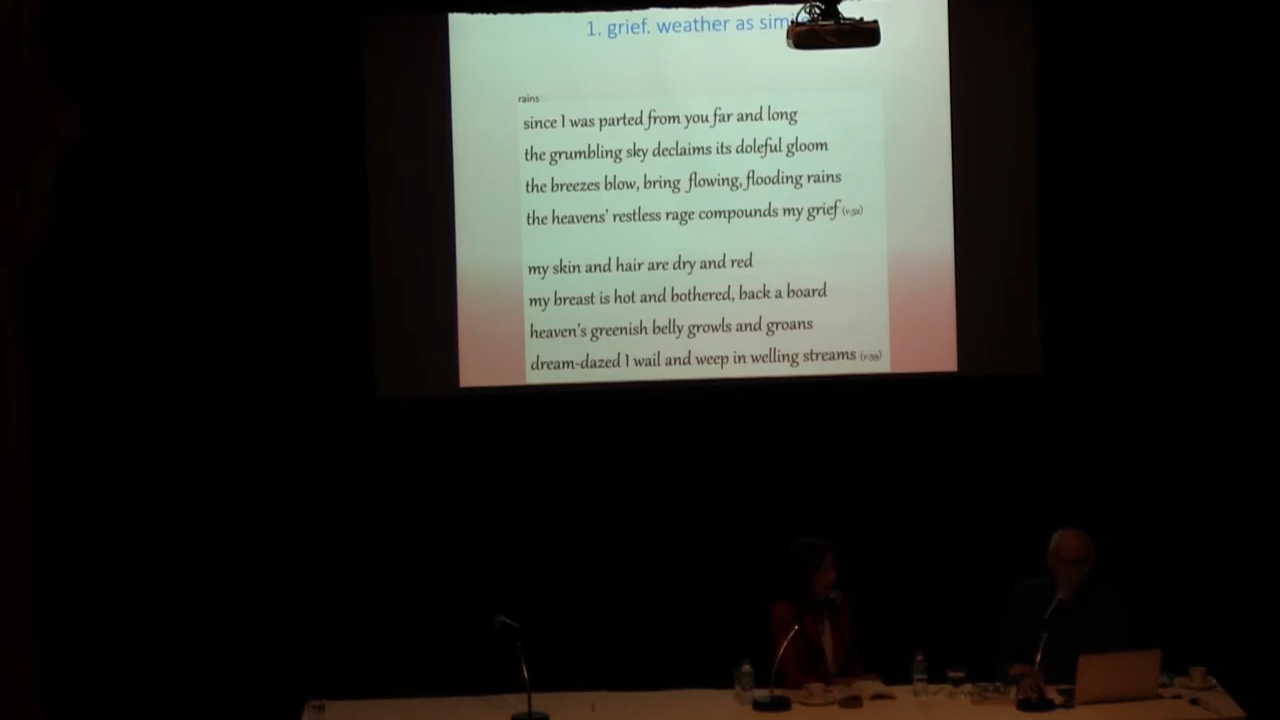 1. grief. weather as
rains
since I was parted from you far and long
the grumbling sky declaims its doleful gloom
the breezes blow, bring flowing, flooding rains
the heavens' restless rage compounds my grief (v.52)
my skin and hair are dry and red
my breast is hot and bothered, back a board
heaven's greenish belly growls and groans
dream-dazed I wail and weep in welling streams